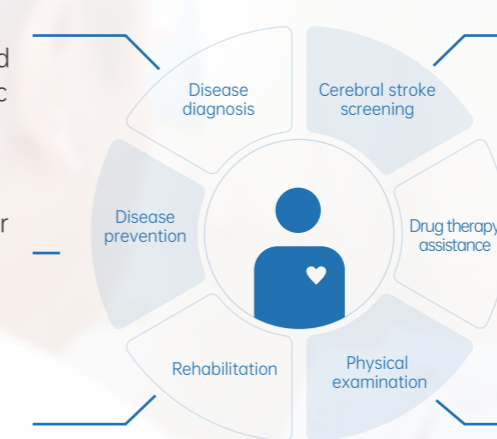 Disease
diagnosis
Cerebral stroke
screening
Disease
prevention
Drug therapy
assistance
Rehabilitation
Physical
examination